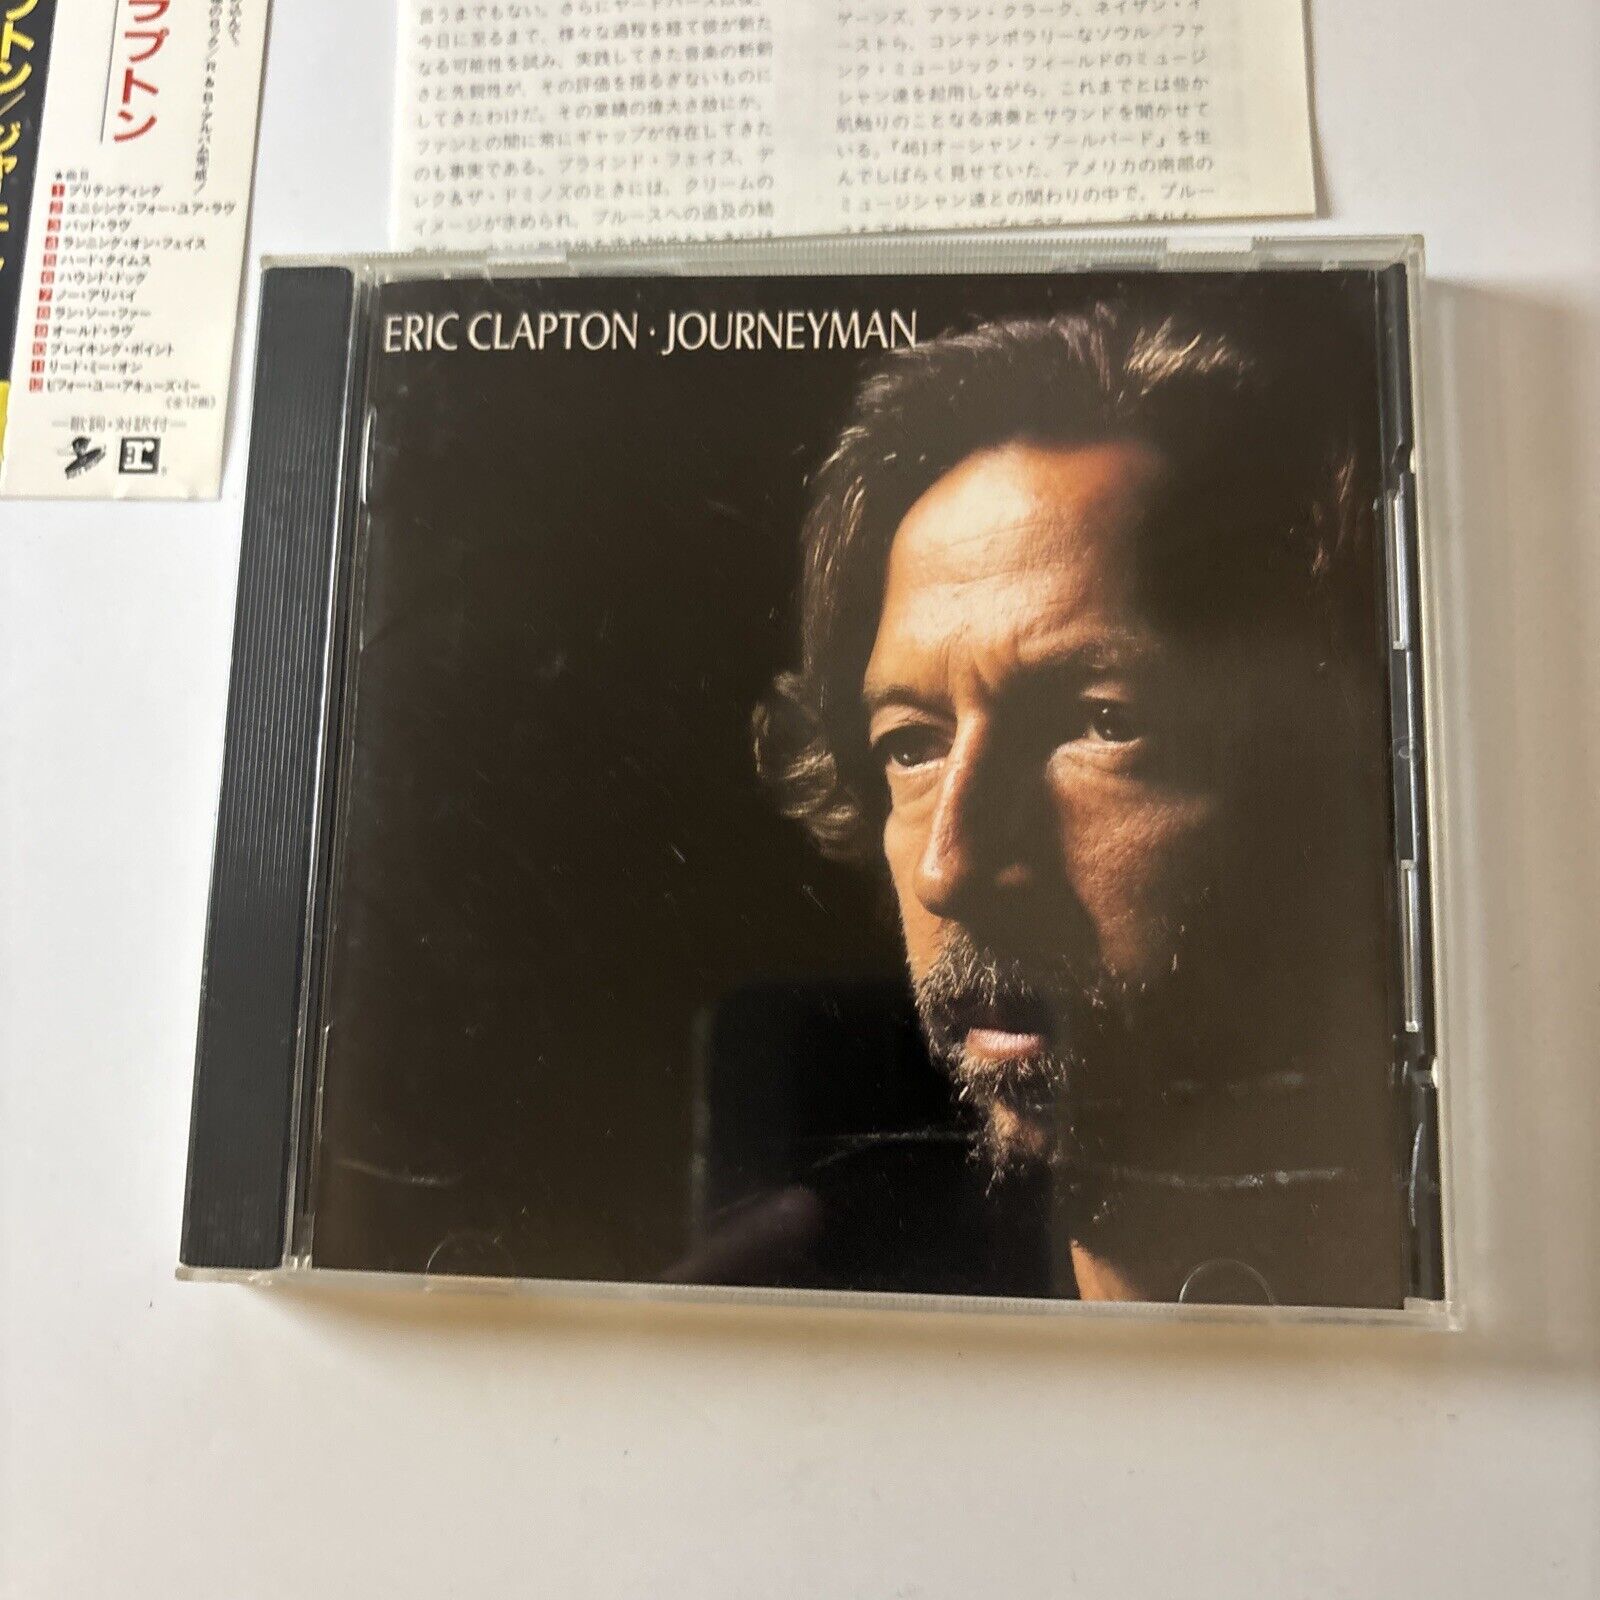 ERIC CLAPTON · JOURNEYMAN
プトン
★曲目
1 プリテンディング
2 エニシング・フォー・ユア・ラヴ
3 バッド・ラヴ
4 ランニング・オン・フェイス
5 ハード・タイムス
6 ハウンド・ドッグ
7 ノー・アリバイ
8 ラン・ソー・ファー
9 オールド・ラヴ
10 ブレイキング・ポイント
11 リード・ミー・オン
12 ビフォー・ユー・アキューズ・ミー
《全12曲》
―歌詞・対訳付―
今日に至るまで、様々な過程を経て彼が新た
なる可能性を試み、実践してきた音楽の斬新
さと先鋭性が、その評価を揺るぎないものに
してきたわけだ。その業績の偉大さ故にか、
ファンとの間に常にギャップが存在してきた
のも事実である。ブラインド・フェイス、デ
レク&ザ・ドミノズのときには、クリームの
イメージが求められ、ブルースへの追及の結
ゲーンズ、アラン・クラーク、ネイザン・イ
ーストら、コンテンポラリーなソウル/ファ
ンク・ミュージック・フィールドのミュージ
シャン達を起用しながら、これまでとは些か
肌触りのことなる演奏とサウンドを聞かせて
いる。『461オーシャン・ブールバード』を生
んでしばらく見せていた、アメリカの南部の
ミュージシャン達との関わりの中で、ブルー